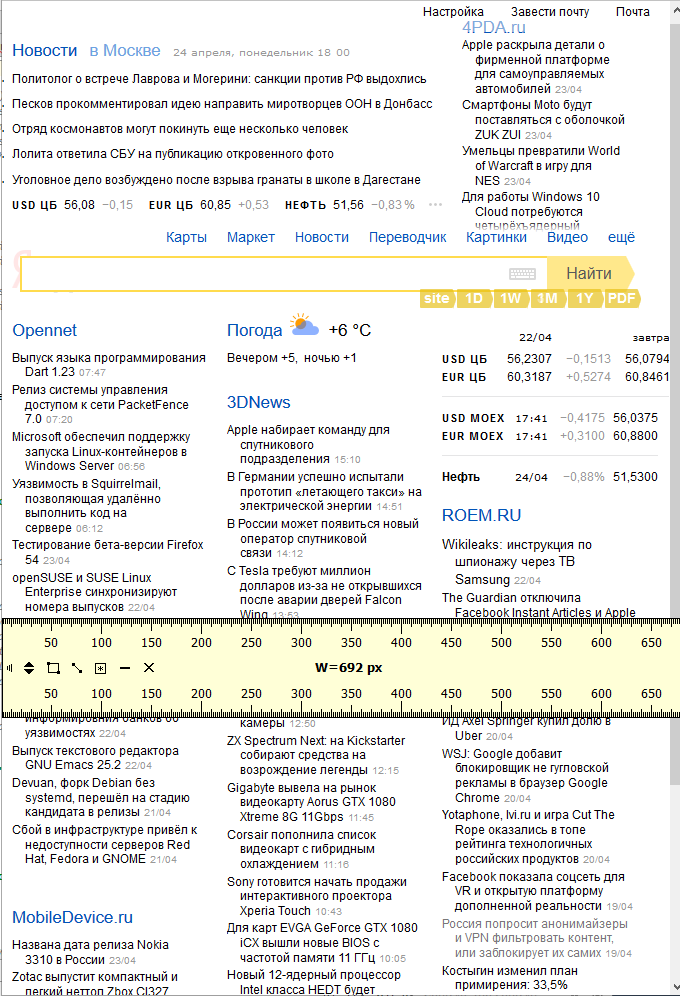 Настройка Завести почту Почта
Новости в Москве 24 апреля, понедельник 18 00
Политолог о встрече Лаврова и Могерини: санкции против РФ выдохлись
Песков прокомментировал идею направить миротворцев ООН в Донбасс
Отряд космонавтов могут покинуть еще несколько человек
Лолита ответила СБУ на публикацию откровенного фото
Уголовное дело возбуждено после взрыва гранаты в школе в Дагестане
USD ЦБ 56,08 −0,15 EUR ЦБ 60,85 +0,53 НЕФТЬ 51,56 −0,83 % •••
4PDA.ru
Apple раскрыла детали о
фирменной платформе
для самоуправляемых
автомобилей 23/04
Смартфоны Moto будут
поставляться с оболочкой
ZUK ZUI 23/04
Умельцы превратили World
of Warcraft в игру для
NES 23/04
Для работы Windows 10
Cloud потребуются
четырёхъядерный
Карты Маркет Новости Переводчик Картинки Видео ещё
Я
Найти
site 1D 1W 1M 1Y PDF
Opennet
Выпуск языка программирования
Dart 1.23 07:47
Релиз системы управления
доступом к сети PacketFence
7.0 07:20
Microsoft обеспечил поддержку
запуска Linux-контейнеров в
Windows Server 06:56
Уязвимость в Squirrelmail,
позволяющая удалённо
выполнить код на
сервере 06:12
Тестирование бета-версии Firefox
54 23/04
openSUSE и SUSE Linux
Enterprise синхронизируют
номера выпусков 22/04
Погода +6 °C
Вечером +5, ночью +1
3DNews
Apple набирает команду для
спутникового
подразделения 15:10
В Германии успешно испытали
прототип «летающего такси» на
электрической энергии 14:51
В России может появиться новый
оператор спутниковой
связи 14:12
С Tesla требуют миллион
долларов из-за не открывшихся
после аварии дверей Falcon
Wing 13:53
22/04 завтра
USD ЦБ 56,2307 −0,1513 56,0794
EUR ЦБ 60,3187 +0,5274 60,8461
USD MOEX 17:41 −0,4175 56,0375
EUR MOEX 17:41 +0,3100 60,8800
Нефть 24/04 −0,88% 51,5300
ROEM.RU
Wikileaks: инструкция по
шпионажу через ТВ
Samsung 22/04
The Guardian отключила
Facebook Instant Articles и Apple
50 100 150 200 250 300 350 400 450 500 550 600 650
W=692 px
50 100 150 200 250 300 350 400 450 500 550 600 650
информирования банков об
уязвимостях 22/04
Выпуск текстового редактора
GNU Emacs 25.2 22/04
Devuan, форк Debian без
systemd, перешёл на стадию
кандидата в релизы 21/04
Сбой в инфраструктуре привёл к
недоступности серверов Red
Hat, Fedora и GNOME 21/04
MobileDevice.ru
Названа дата релиза Nokia
3310 в России 23/04
Zotac выпустит компактный и
легкий неттоп Zbox CI327
камеры 12:50
ZX Spectrum Next: на Kickstarter
собирают средства на
возрождение легенды 12:15
Gigabyte вывела на рынок
видеокарту Aorus GTX 1080
Xtreme 8G 11Gbps 11:45
Corsair пополнила список
видеокарт с гибридным
охлаждением 11:16
Sony готовится начать продажи
интерактивного проектора
Xperia Touch 10:43
Для карт EVGA GeForce GTX 1080
iCX вышли новые BIOS с
частотой памяти 11 ГГц 10:05
Новый 12-ядерный процессор
Intel класса HEDT будет
ИД Axel Springer купил долю в
Uber 20/04
WSJ: Google добавит
блокировщик не гугловской
рекламы в браузер Google
Chrome 20/04
Yotaphone, Ivi.ru и игра Cut The
Rope оказались в топе
рейтинга технологичных
российских продуктов 20/04
Facebook показала соцсеть для
VR и открытую платформу
дополненной реальности 19/04
Россия попросит анонимайзеры
и VPN фильтровать контент,
или заблокирует их самих 19/04
Костыгин изменил план
примирения: 33,5%